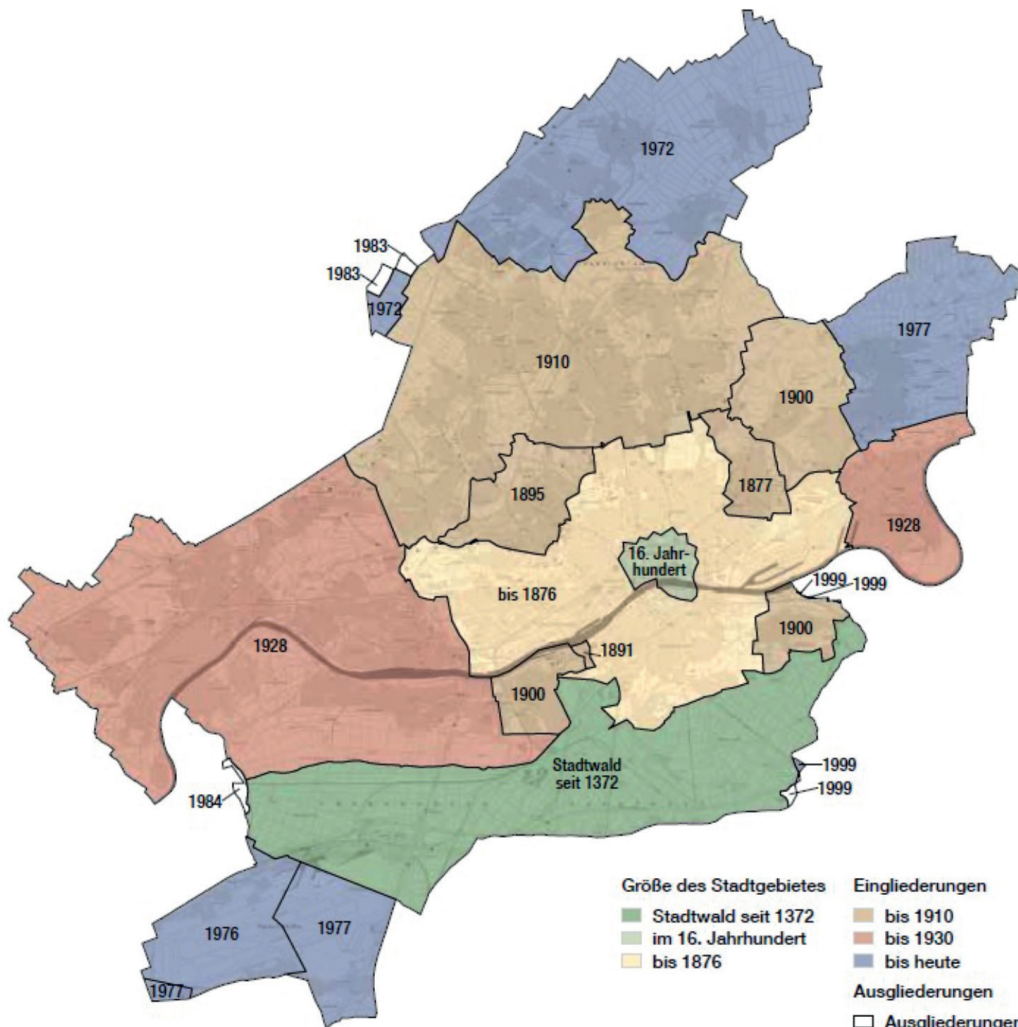 1972
1983
1983
1972
1977
1910
1900
1895
1877
1928
16. Jahr-
hundert
bis 1876
1999
1999
1900
1928
1891
1900
Stadtwald
seit 1372
1999
1999
1984
1976
1977
1977
Größe des Stadtgebietes
Stadtwald seit 1372
im 16. Jahrhundert
bis 1876
Eingliederungen
bis 1910
bis 1930
bis heute
Ausgliederungen
Ausgliederungen